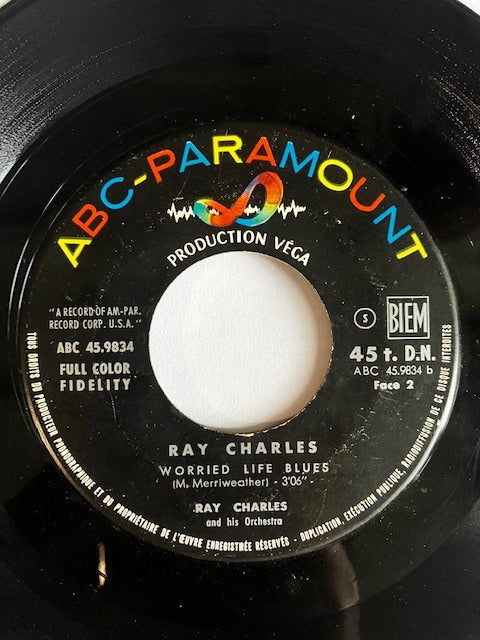 ABC-PARAMOUNT
PRODUCTION VÉGA
"A RECORD OF AM-PAR.
RECORD CORP. U.S.A."
ABC 45.9834
FULL COLOR
FIDELITY
S
BIEM
45 t. D.N.
ABC 45.9834 b
Face 2
RAY CHARLES
WORRIED LIFE BLUES
(M. Merriweather) - 3'06" -
RAY CHARLES
and his Orchestra
TOUS DROITS DU PRODUCTEUR PHONOGRAPHIQUE ET DU PROPRIÉTAIRE DE L'ŒUVRE ENREGISTRÉE RÉSERVÉS - DUPLICATION, EXÉCUTION PUBLIQUE, RADIODIFFUSION DE CE DISQUE INTERDITES